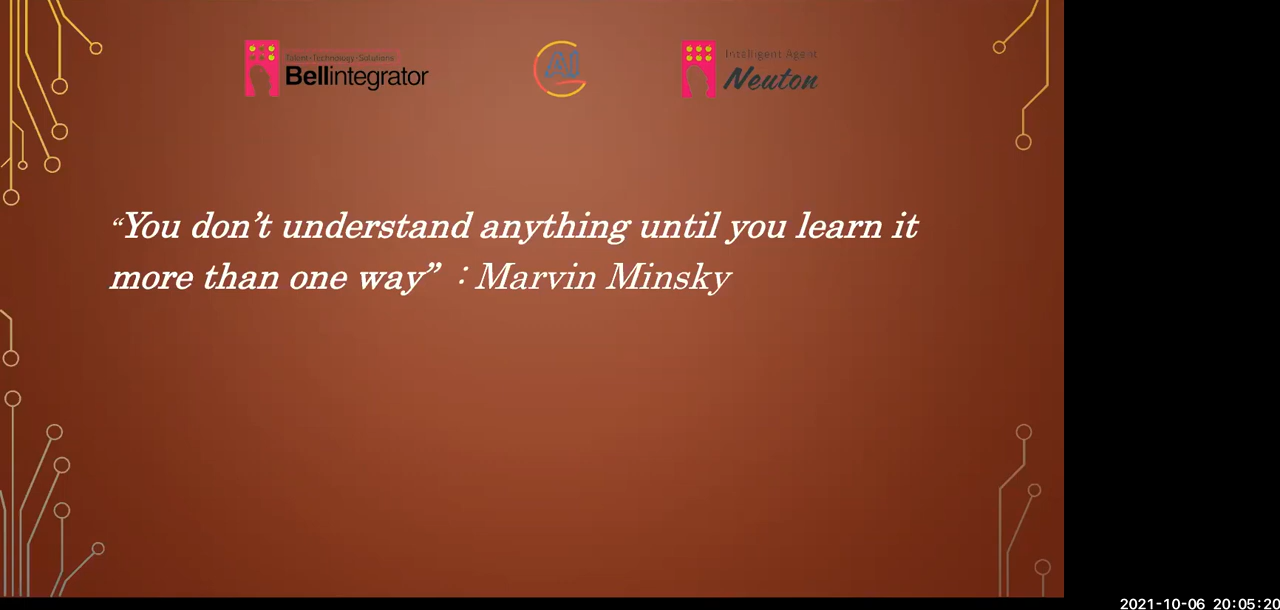 Talent•Technology•Solutions
Bellintegrator
AI
Intelligent Agent
Neuton
“You don’t understand anything until you learn it
more than one way” : Marvin Minsky
2021-10-06 20:05:20